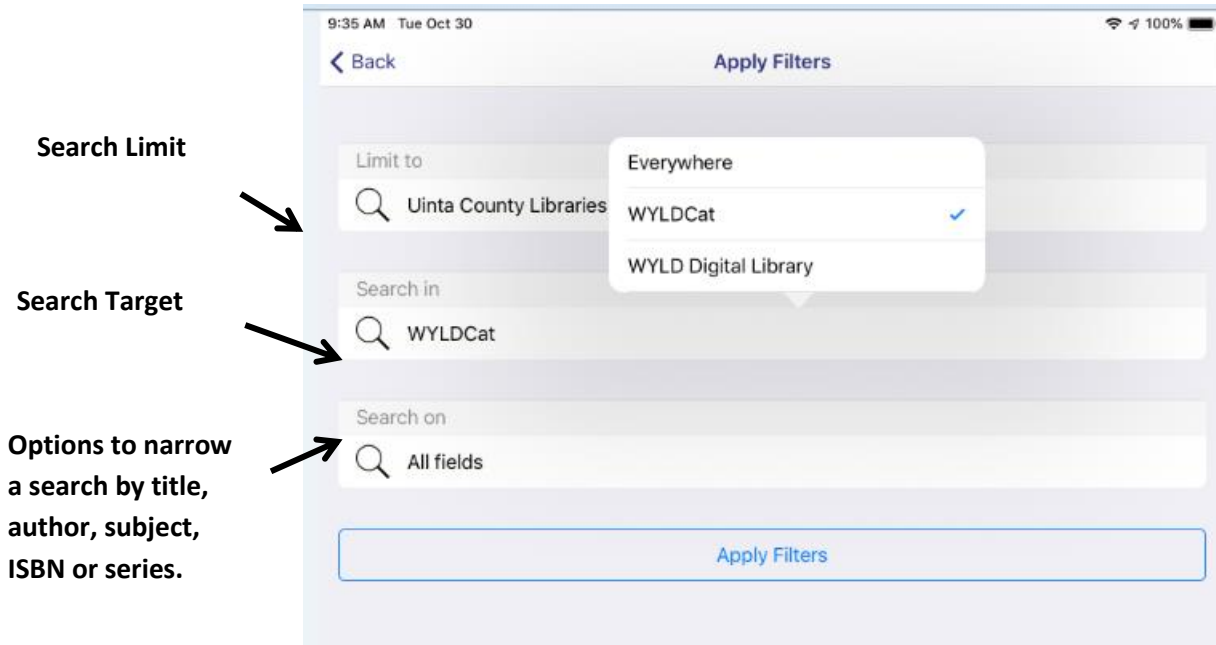 9:35 AM Tue Oct 30
100%
Back
Apply Filters
Search Limit
Limit to
Uinta County Libraries
Everywhere
WYLDCat
WYLD Digital Library
Search Target
Search in
WYLDCat
Options to narrow
a search by title,
author, subject,
ISBN or series.
Search on
All fields
Apply Filters